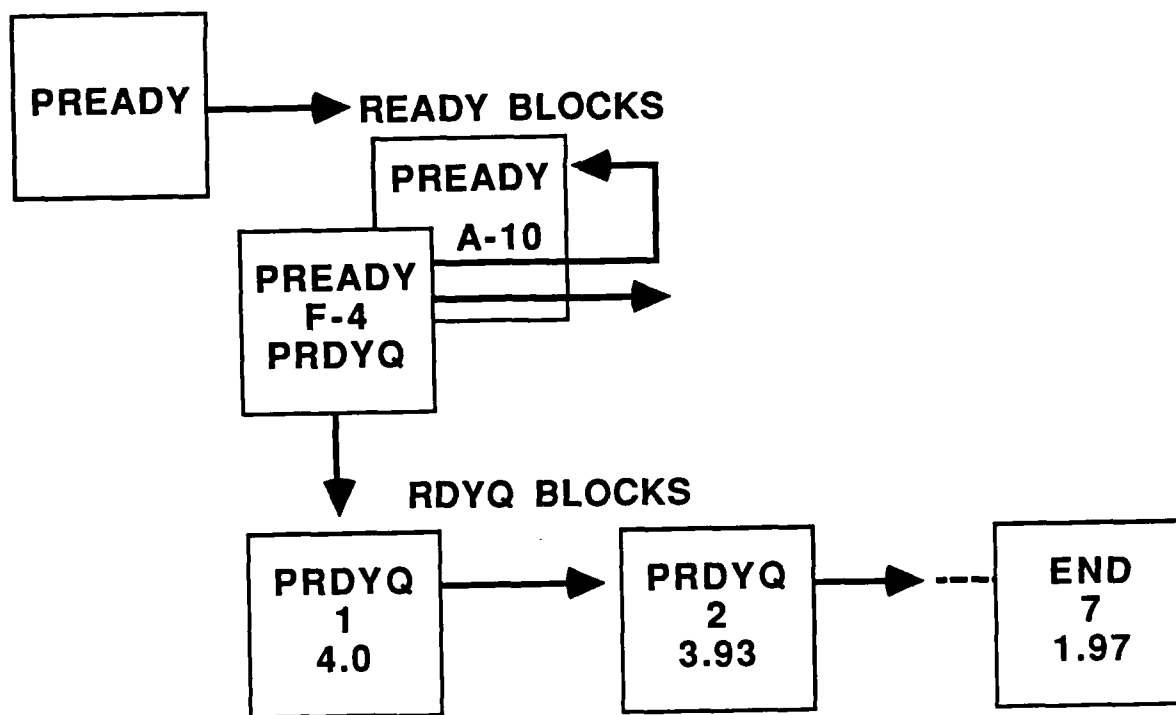 PREADY
READY BLOCKS
PREADY
A-10
PREADY
F-4
PRDYQ
RDYQ BLOCKS
PRDYQ
1
4.0
PRDYQ
2
3.93
END
7
1.97